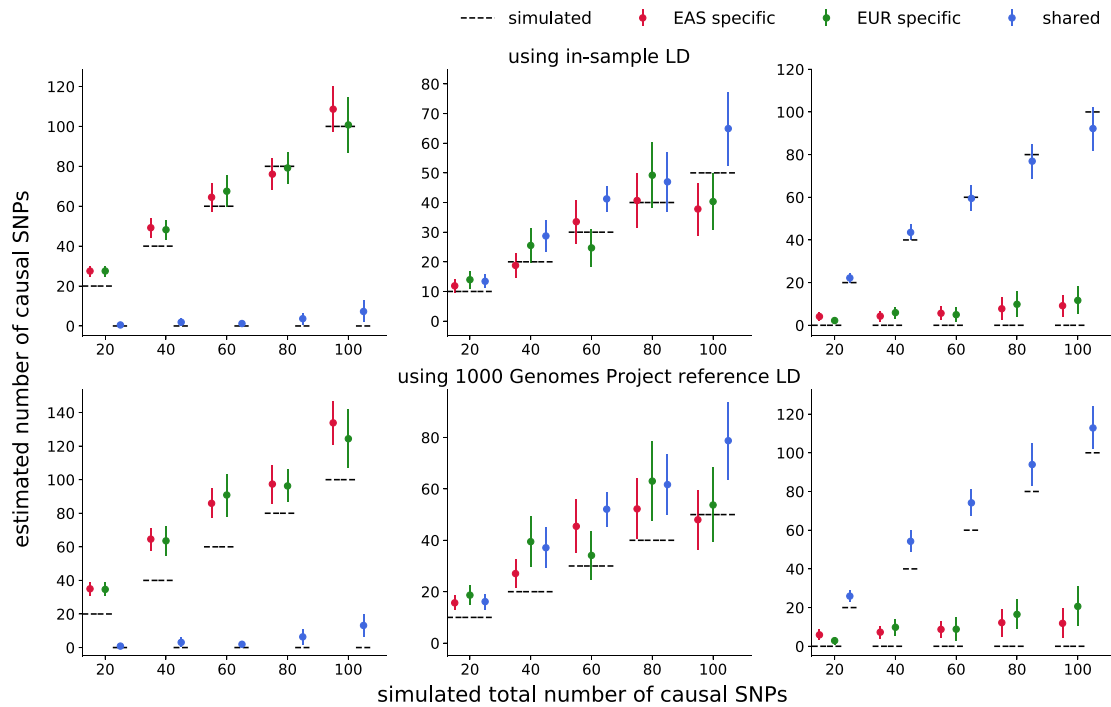 simulated EAS specific EUR specific shared
using in-sample LD
estimated number of causal SNPs
120 100 80 60 40 20 0
20 40 60 80 100
80 70 60 50 40 30 20 10 0
20 40 60 80 100
120 100 80 60 40 20 0
20 40 60 80 100
using 1000 Genomes Project reference LD
140 120 100 80 60 40 20 0
20 40 60 80 100
80 60 40 20 0
20 40 60 80 100
120 100 80 60 40 20 0
20 40 60 80 100
simulated total number of causal SNPs